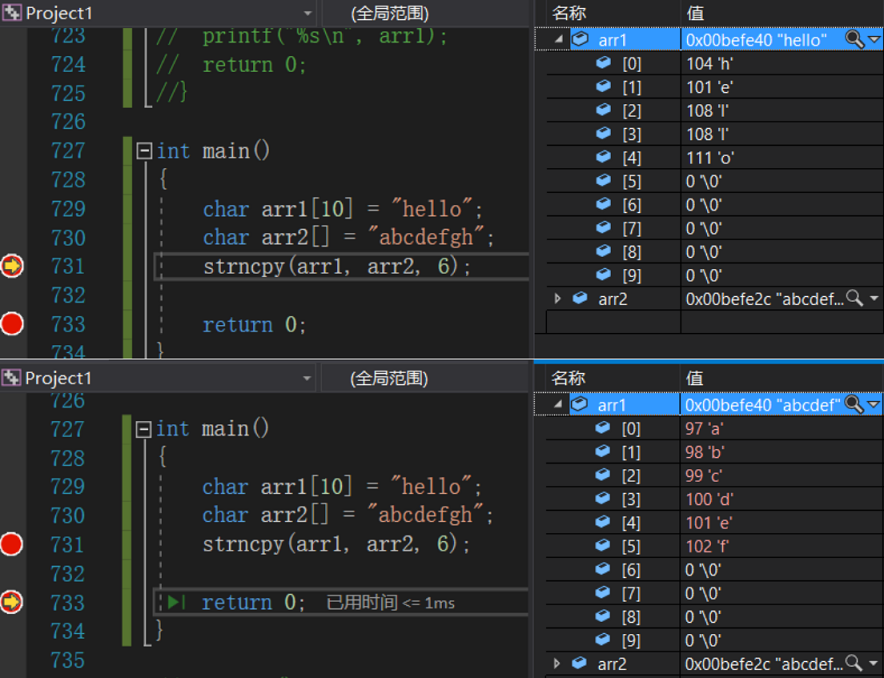 Project1 (全局范围)
723 // printf("%s\n", arr1);
724 // return 0;
725 //}
726
727 int main()
728 {
729 char arr1[10] = "hello";
730 char arr2[] = "abcdefgh";
731 strncpy(arr1, arr2, 6);
732
733 return 0;
734 }
名称 值
arr1 0x00befe40 "hello"
[0] 104 'h'
[1] 101 'e'
[2] 108 'l'
[3] 108 'l'
[4] 111 'o'
[5] 0 '\0'
[6] 0 '\0'
[7] 0 '\0'
[8] 0 '\0'
[9] 0 '\0'
arr2 0x00befe2c "abcdef...
Project1 (全局范围)
726
727 int main()
728 {
729 char arr1[10] = "hello";
730 char arr2[] = "abcdefgh";
731 strncpy(arr1, arr2, 6);
732
733 return 0; 已用时间 <= 1ms
734 }
735
名称 值
arr1 0x00befe40 "abcdef"
[0] 97 'a'
[1] 98 'b'
[2] 99 'c'
[3] 100 'd'
[4] 101 'e'
[5] 102 'f'
[6] 0 '\0'
[7] 0 '\0'
[8] 0 '\0'
[9] 0 '\0'
arr2 0x00befe2c "abcdef...